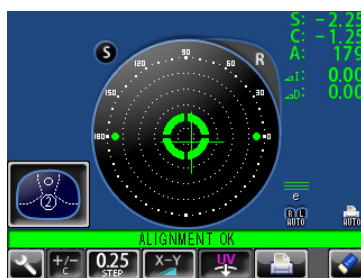 S: -2.25
C: -1.25
A: 179
⊿I: 0.00
⊿D: 0.00
S
R
90
120
60
150
30
180
0
2
e
R L
AUTO
AUTO
ALIGNMENT OK
+/-
C
0.25
STEP
X-Y
UV